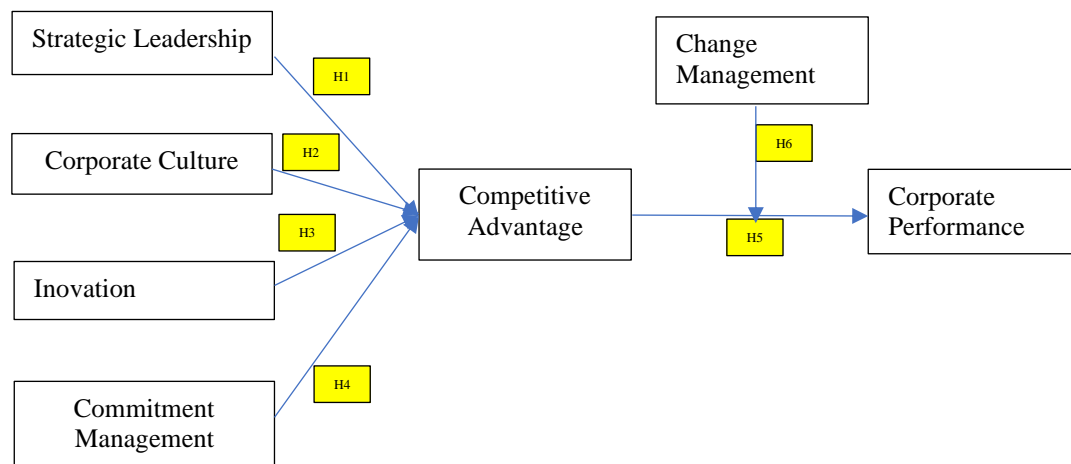 Strategic Leadership
H1
Change
Management
Corporate Culture
H2
H6
Competitive
Advantage
Corporate
Performance
H3
H5
Inovation
H4
Commitment
Management